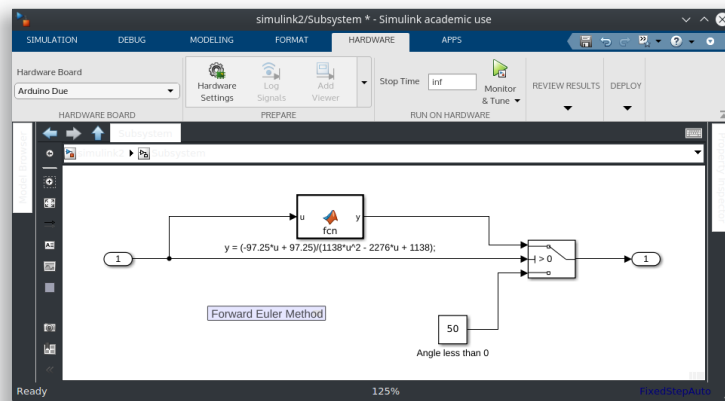 simulink2/Subsystem * - Simulink academic use
SIMULATION DEBUG MODELING FORMAT HARDWARE APPS
Hardware Board
Arduino Due
Hardware Settings
Log Signals
Add Viewer
Stop Time inf
Monitor & Tune
REVIEW RESULTS
DEPLOY
HARDWARE BOARD PREPARE RUN ON HARDWARE
Subsystem
Model Browser
simulink2 Subsystem
Property Inspector
u y
fcn
y = (-97.25*u + 97.25)/(1138*u^2 - 2276*u + 1138);
1
> 0
1
Forward Euler Method
50
Angle less than 0
Ready 125% FixedStepAuto